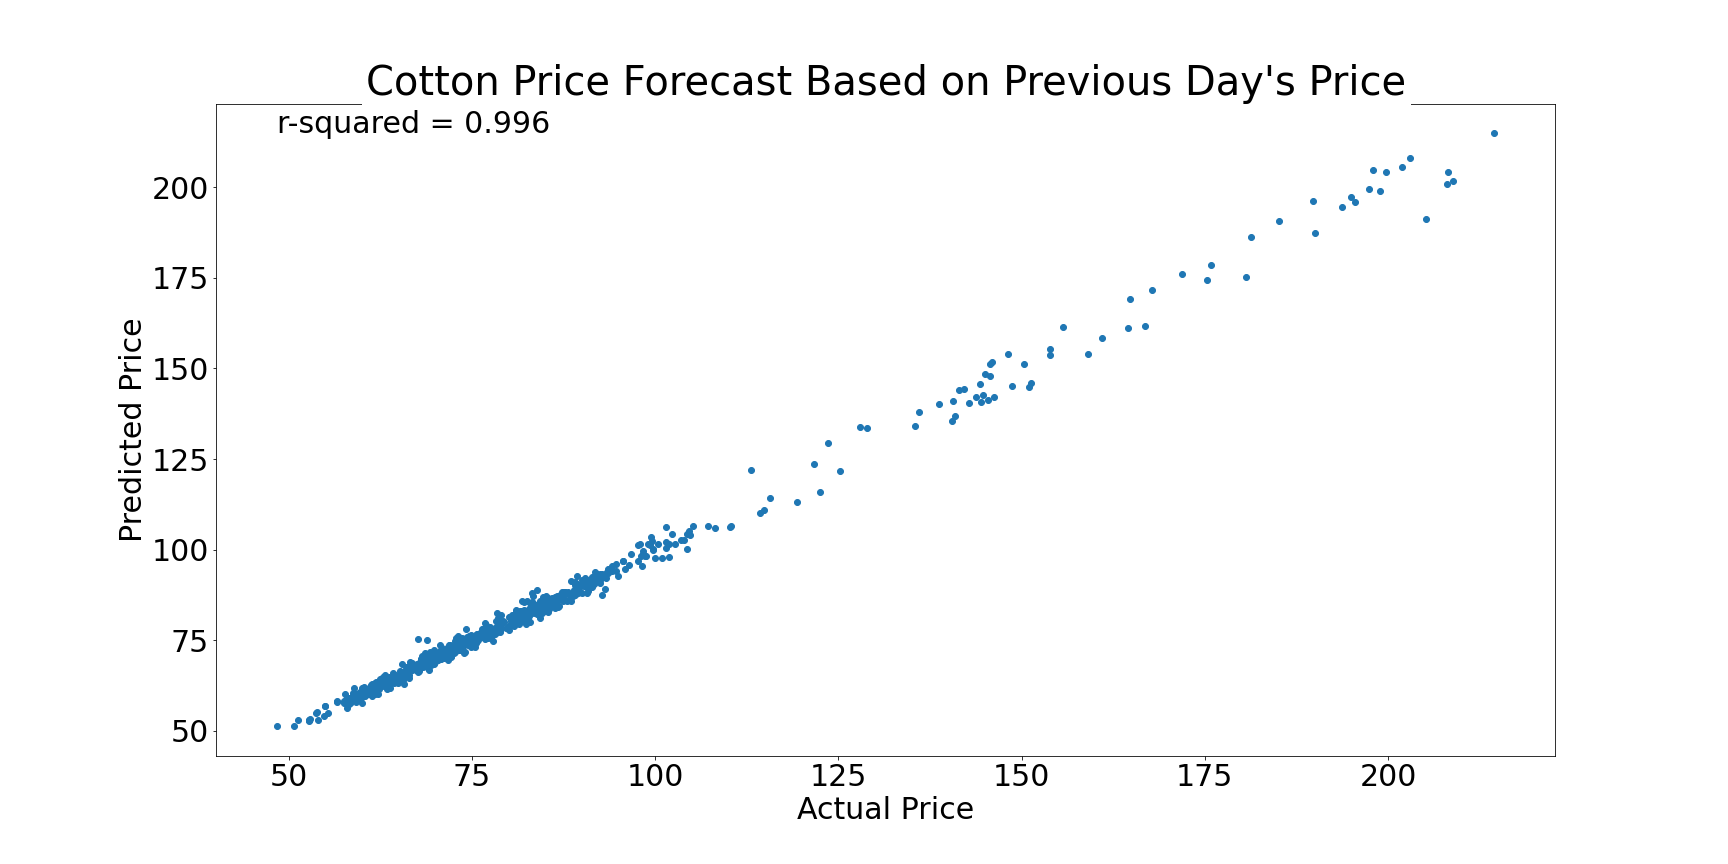 Cotton Price Forecast Based on Previous Day's Price
r-squared = 0.996
Predicted Price
200
175
150
125
100
75
50
50 75 100 125 150 175 200
Actual Price